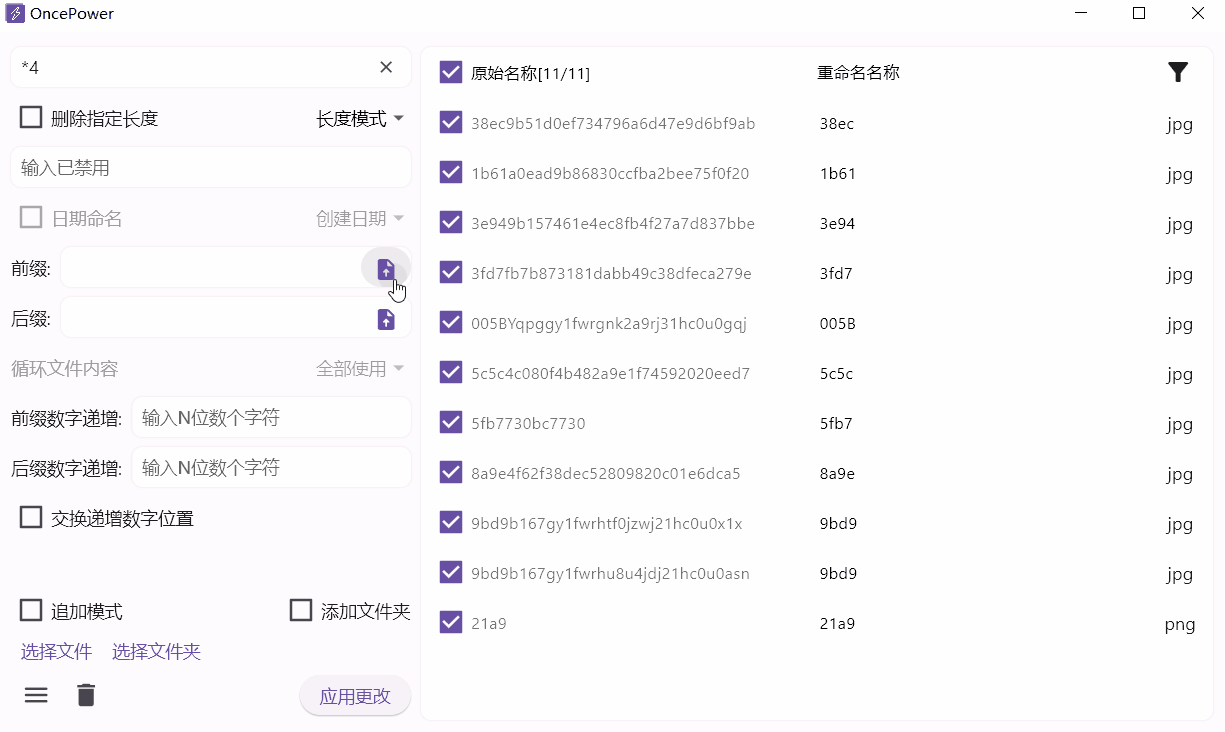 OncePower
*4
删除指定长度 长度模式
输入已禁用
日期命名 创建日期
前缀:
后缀:
循环文件内容 全部使用
前缀数字递增: 输入N位数个字符
后缀数字递增: 输入N位数个字符
交换递增数字位置
追加模式 添加文件夹
选择文件 选择文件夹
应用更改
原始名称[11/11] 重命名名称
38ec9b51d0ef734796a6d47e9d6bf9ab 38ec jpg
1b61a0ead9b86830ccfba2bee75f0f20 1b61 jpg
3e949b157461e4ec8fb4f27a7d837bbe 3e94 jpg
3fd7fb7b873181dabb49c38dfeca279e 3fd7 jpg
005BYqpggy1fwrgnk2a9rj31hc0u0gqj 005B jpg
5c5c4c080f4b482a9e1f74592020eed7 5c5c jpg
5fb7730bc7730 5fb7 jpg
8a9e4f62f38dec52809820c01e6dca5 8a9e jpg
9bd9b167gy1fwrhtf0jzwj21hc0u0x1x 9bd9 jpg
9bd9b167gy1fwrhu8u4jdj21hc0u0asn 9bd9 jpg
21a9 21a9 png